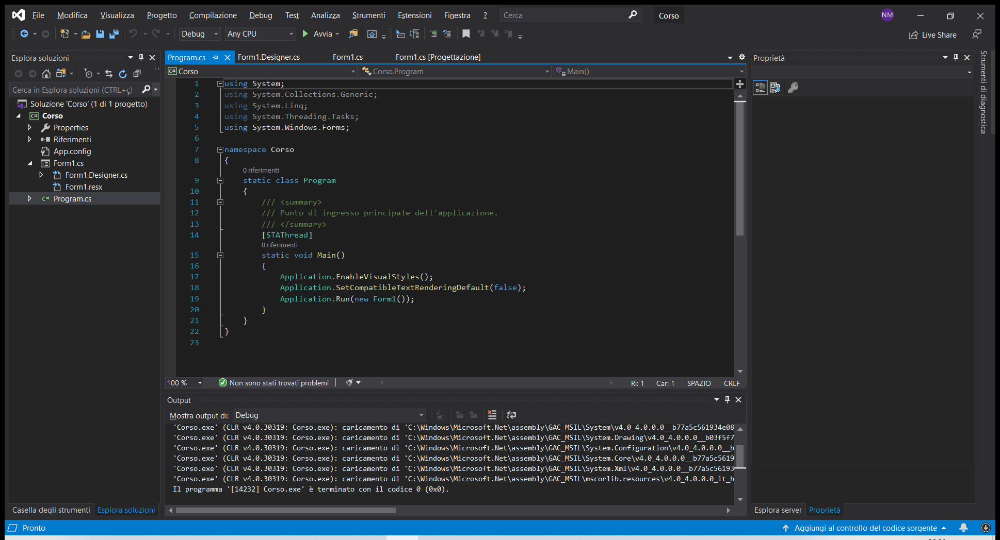 File Modifica Visualizza Progetto Compilazione Debug Test Analizza Strumenti Estensioni Finestra ? Cerca Corso NM
Debug Any CPU Avvia Live Share
Esplora soluzioni
Cerca in Esplora soluzioni (CTRL+ç)
Soluzione 'Corso' (1 di 1 progetto)
Corso
Properties
Riferimenti
App.config
Form1.cs
Form1.Designer.cs
Form1.resx
Program.cs
Casella degli strumenti Esplora soluzioni
Program.cs Form1.Designer.cs Form1.cs Form1.cs [Progettazione]
Corso Corso.Program Main()
1 using System;
2 using System.Collections.Generic;
3 using System.Linq;
4 using System.Threading.Tasks;
5 using System.Windows.Forms;
6
7 namespace Corso
8 {
0 riferimenti
9 static class Program
10 {
11 /// <summary>
12 /// Punto di ingresso principale dell'applicazione.
13 /// </summary>
14 [STAThread]
0 riferimenti
15 static void Main()
16 {
17 Application.EnableVisualStyles();
18 Application.SetCompatibleTextRenderingDefault(false);
19 Application.Run(new Form1());
20 }
21 }
22 }
23
100 % Non sono stati trovati problemi Ri: 1 Car: 1 SPAZIO CRLF
Output
Mostra output di: Debug
'Corso.exe' (CLR v4.0.30319: Corso.exe): caricamento di 'C:\Windows\Microsoft.Net\assembly\GAC_MSIL\System\v4.0_4.0.0.0__b77a5c561934e08
'Corso.exe' (CLR v4.0.30319: Corso.exe): caricamento di 'C:\Windows\Microsoft.Net\assembly\GAC_MSIL\System.Drawing\v4.0_4.0.0.0__b03f5f7
'Corso.exe' (CLR v4.0.30319: Corso.exe): caricamento di 'C:\Windows\Microsoft.Net\assembly\GAC_MSIL\System.Configuration\v4.0_4.0.0.0__b
'Corso.exe' (CLR v4.0.30319: Corso.exe): caricamento di 'C:\Windows\Microsoft.Net\assembly\GAC_MSIL\System.Core\v4.0_4.0.0.0__b77a5c5619
'Corso.exe' (CLR v4.0.30319: Corso.exe): caricamento di 'C:\Windows\Microsoft.Net\assembly\GAC_MSIL\System.Xml\v4.0_4.0.0.0__b77a5c56193
'Corso.exe' (CLR v4.0.30319: Corso.exe): caricamento di 'C:\Windows\Microsoft.Net\assembly\GAC_MSIL\mscorlib.resources\v4.0_4.0.0.0_it_b
Il programma '[14232] Corso.exe' è terminato con il codice 0 (0x0).
Proprietà
Esplora server Proprietà
Strumenti di diagnostica
Pronto Aggiungi al controllo del codice sorgente